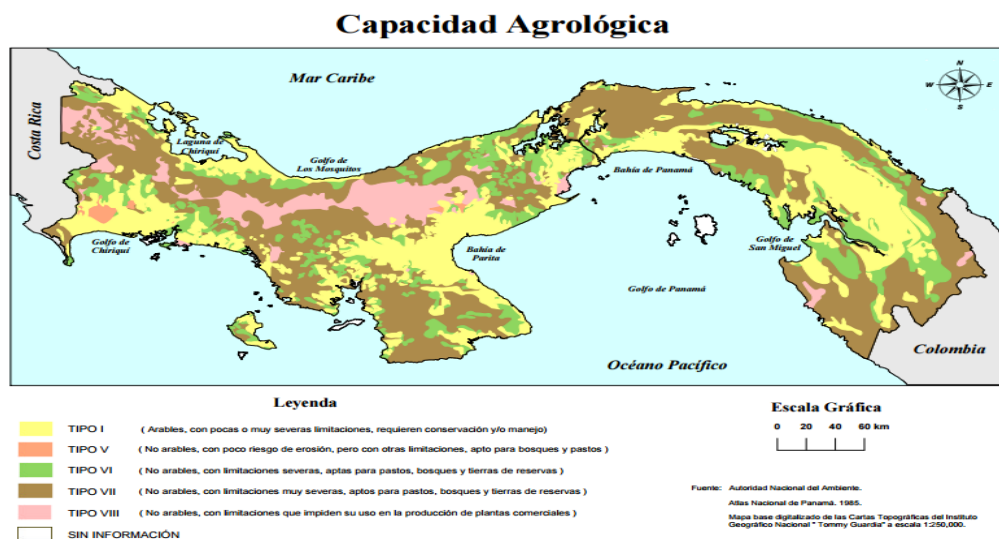 Capacidad Agrológica
Mar Caribe
N
W E
S
Costa Rica
Laguna de
Chiriquí
Golfo de
Los Mosquitos
Bahía de Panamá
Golfo de
Chiriquí
Bahía de
Parita
Golfo de
San Miguel
Golfo de Panamá
Océano Pacífico
Colombia
Leyenda
TIPO I ( Arables, con pocas o muy severas limitaciones, requieren conservación y/o manejo)
TIPO V ( No arables, con poco riesgo de erosión, pero con otras limitaciones, apto para bosques y pastos )
TIPO VI ( No arables, con limitaciones severas, aptas para pastos, bosques y tierras de reservas )
TIPO VII ( No arables, con limitaciones muy severas, aptos para pastos, bosques y tierras de reservas )
TIPO VIII ( No arables, con limitaciones que impiden su uso en la producción de plantas comerciales )
SIN INFORMACIÓN
Escala Gráfica
0 20 40 60 km
Fuente: Autoridad Nacional del Ambiente.
Atlas Nacional de Panamá. 1985.
Mapa base digitalizado de las Cartas Topográficas del Instituto
Geográfico Nacional " Tommy Guardia" a escala 1:250,000.